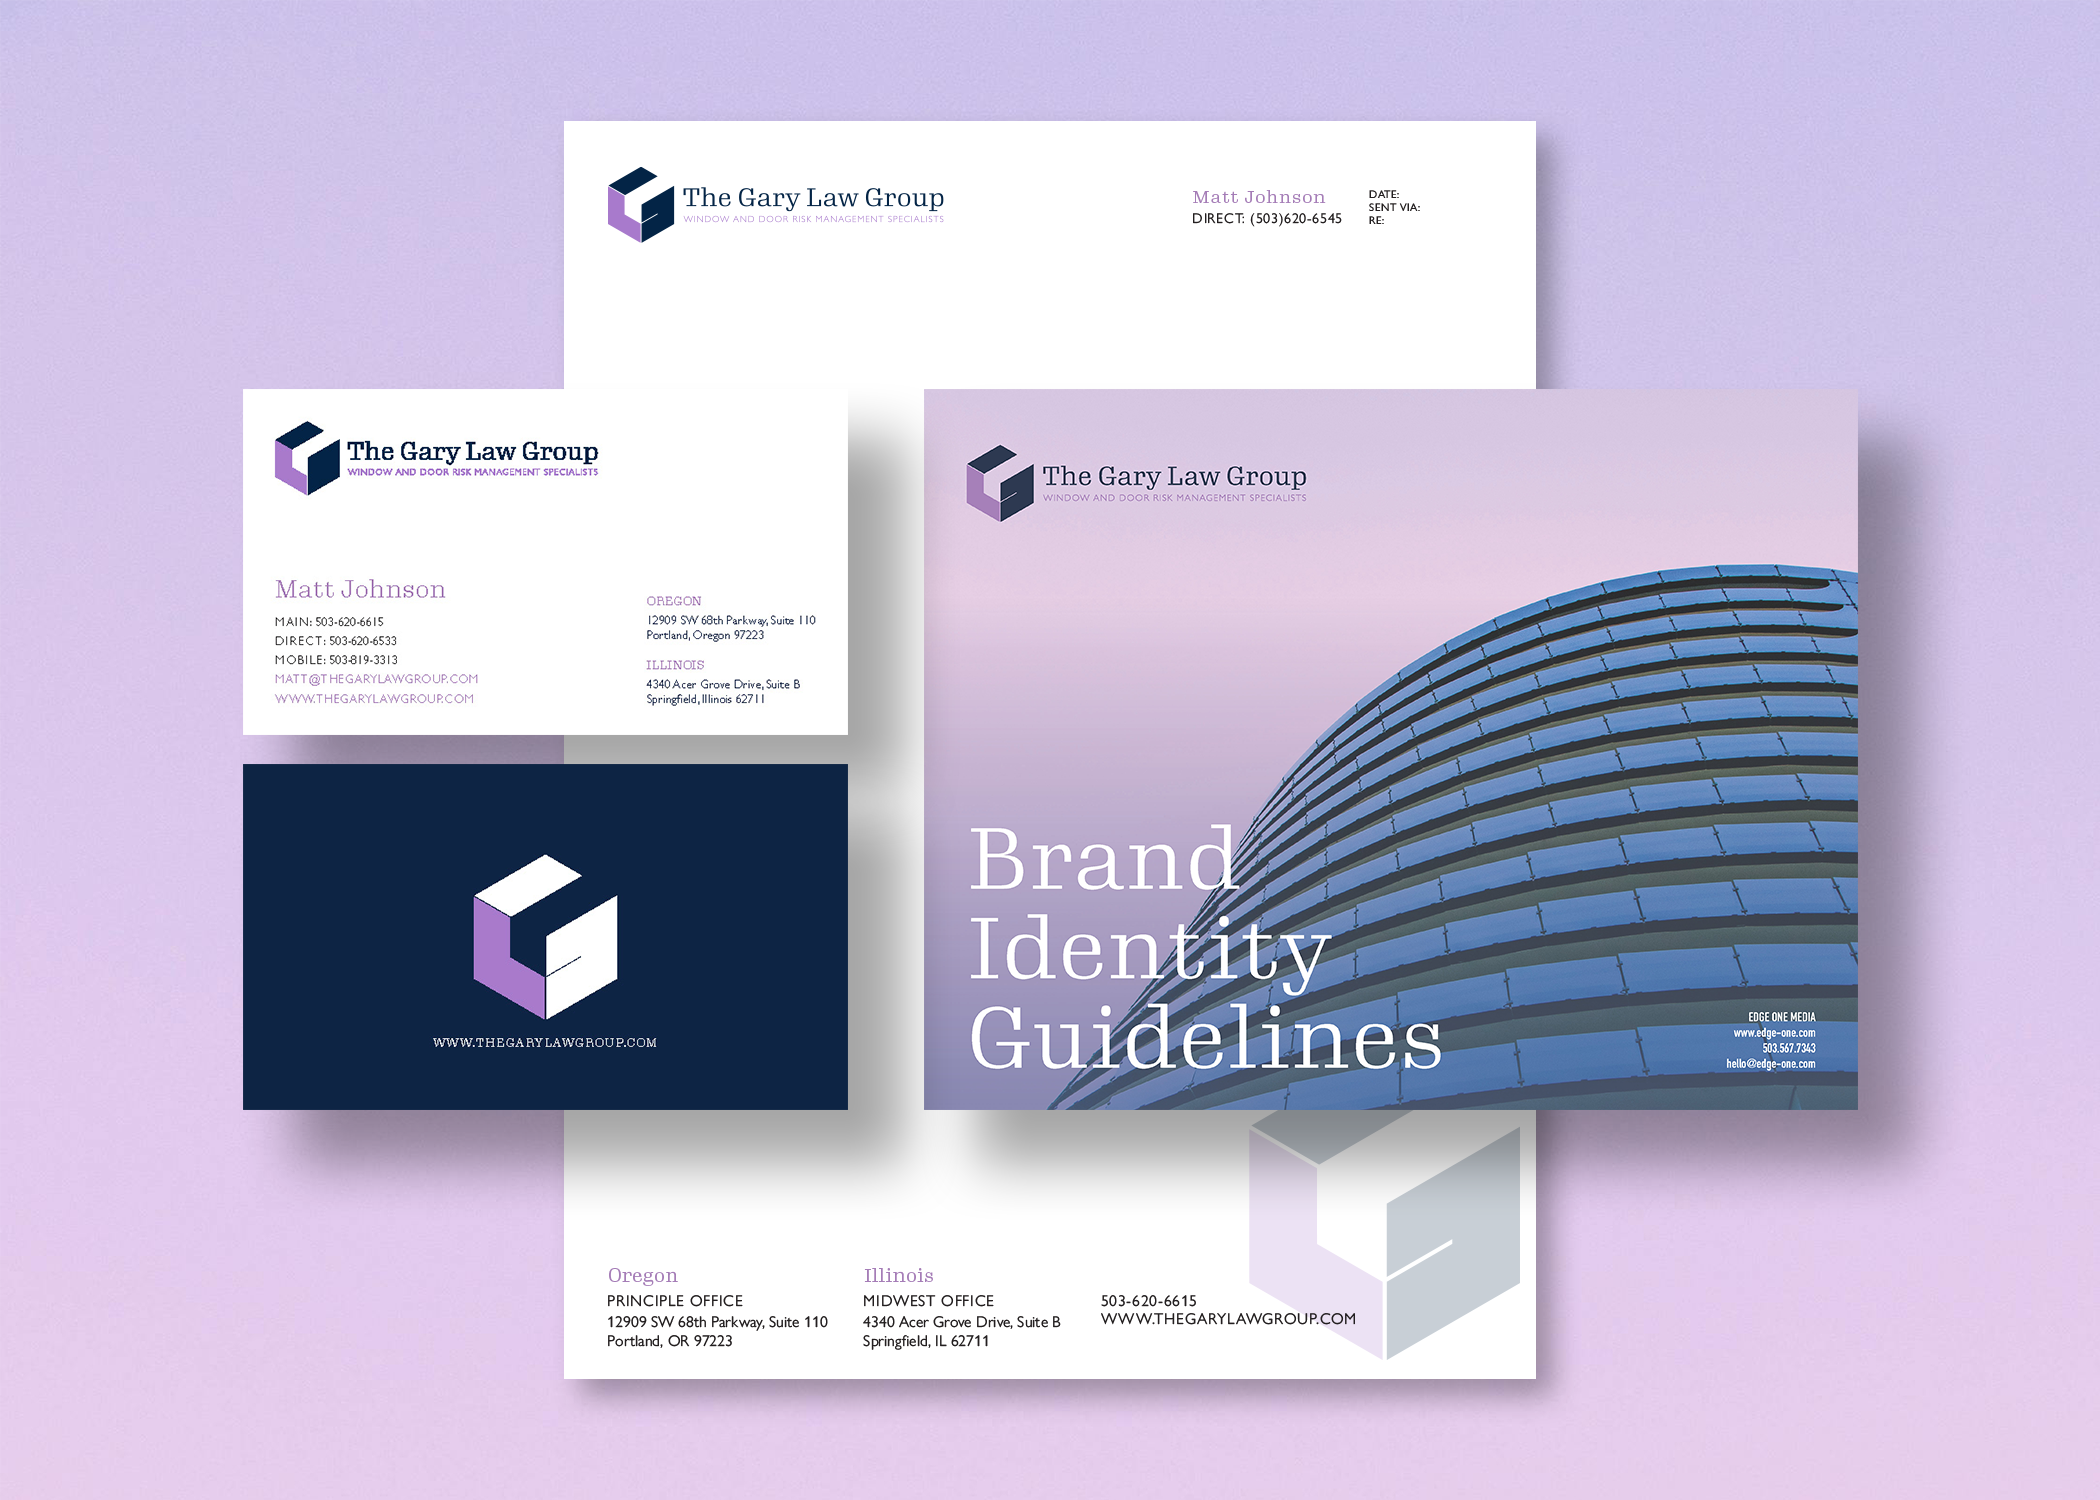 The Gary Law Group
WINDOW AND DOOR RISK MANAGEMENT SPECIALISTS
Matt Johnson
DIRECT: (503)620-6545
DATE:
SENT VIA:
RE:
The Gary Law Group
WINDOW AND DOOR RISK MANAGEMENT SPECIALISTS
Matt Johnson
MAIN: 503-620-6615
DIRECT: 503-620-6533
MOBILE: 503-819-3313
MATT@THEGARYLAWGROUP.COM
WWW.THEGARYLAWGROUP.COM
OREGON
12909 SW 68th Parkway, Suite 110
Portland, Oregon 97223
ILLINOIS
4340 Acer Grove Drive, Suite B
Springfield, Illinois 62711
WWW.THEGARYLAWGROUP.COM
The Gary Law Group
WINDOW AND DOOR RISK MANAGEMENT SPECIALISTS
Brand
Identity
Guidelines
EDGE ONE MEDIA
www.edge-one.com
503.567.7343
hello@edge-one.com
Oregon
PRINCIPLE OFFICE
12909 SW 68th Parkway, Suite 110
Portland, OR 97223
Illinois
MIDWEST OFFICE
4340 Acer Grove Drive, Suite B
Springfield, IL 62711
503-620-6615
WWW.THEGARYLAWGROUP.COM